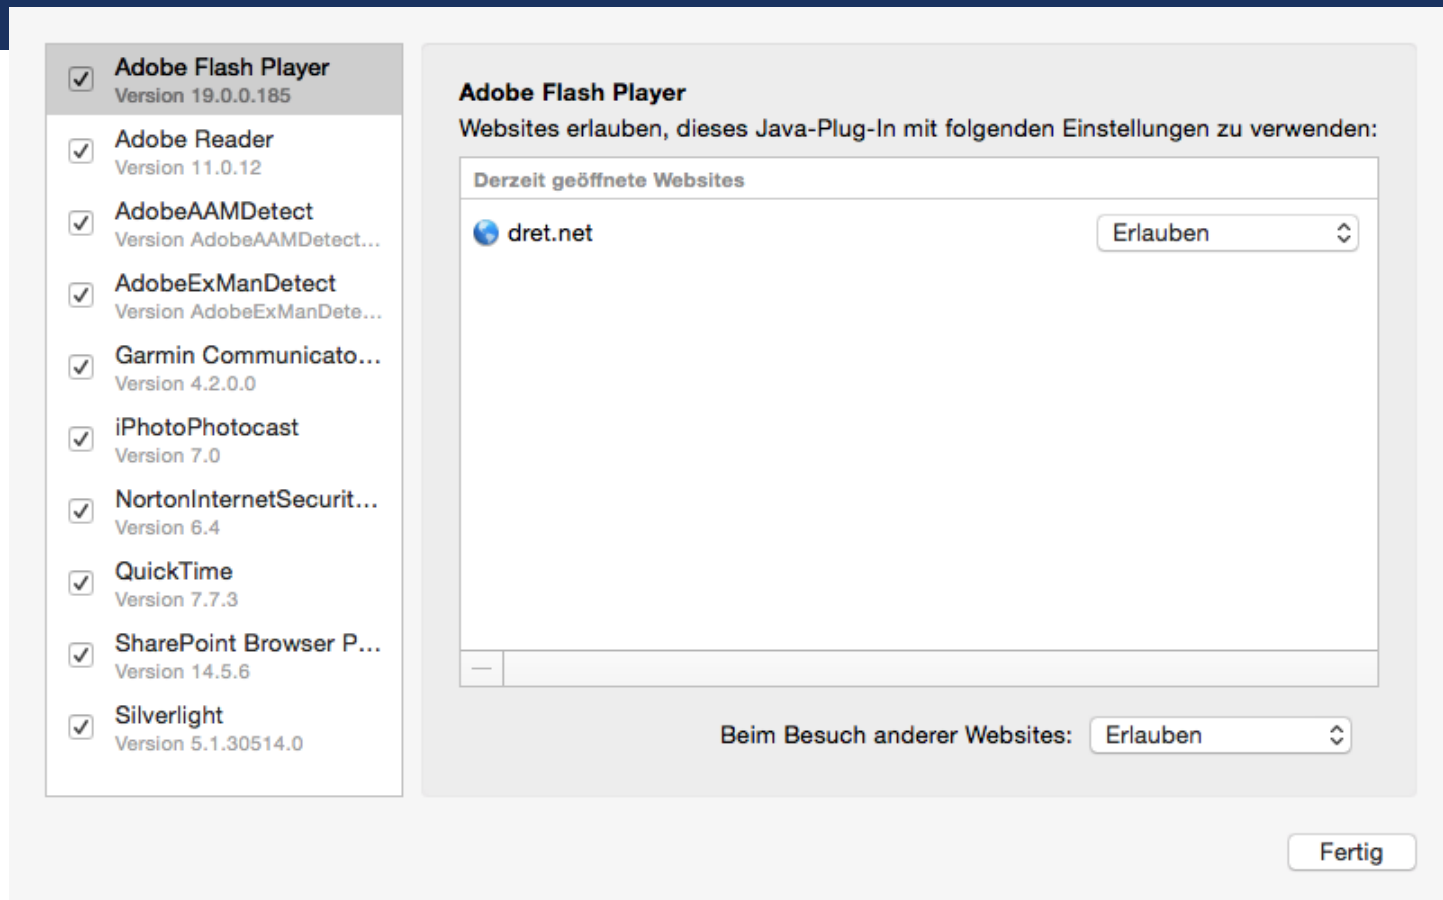 Adobe Flash Player
Version 19.0.0.185
Adobe Reader
Version 11.0.12
AdobeAAMDetect
Version AdobeAAMDetect...
AdobeExManDetect
Version AdobeExManDete...
Garmin Communicato...
Version 4.2.0.0
iPhotoPhotocast
Version 7.0
NortonInternetSecurit...
Version 6.4
QuickTime
Version 7.7.3
SharePoint Browser P...
Version 14.5.6
Silverlight
Version 5.1.30514.0
Adobe Flash Player
Websites erlauben, dieses Java-Plug-In mit folgenden Einstellungen zu verwenden:
Derzeit geöffnete Websites
dret.net Erlauben
Beim Besuch anderer Websites: Erlauben
Fertig